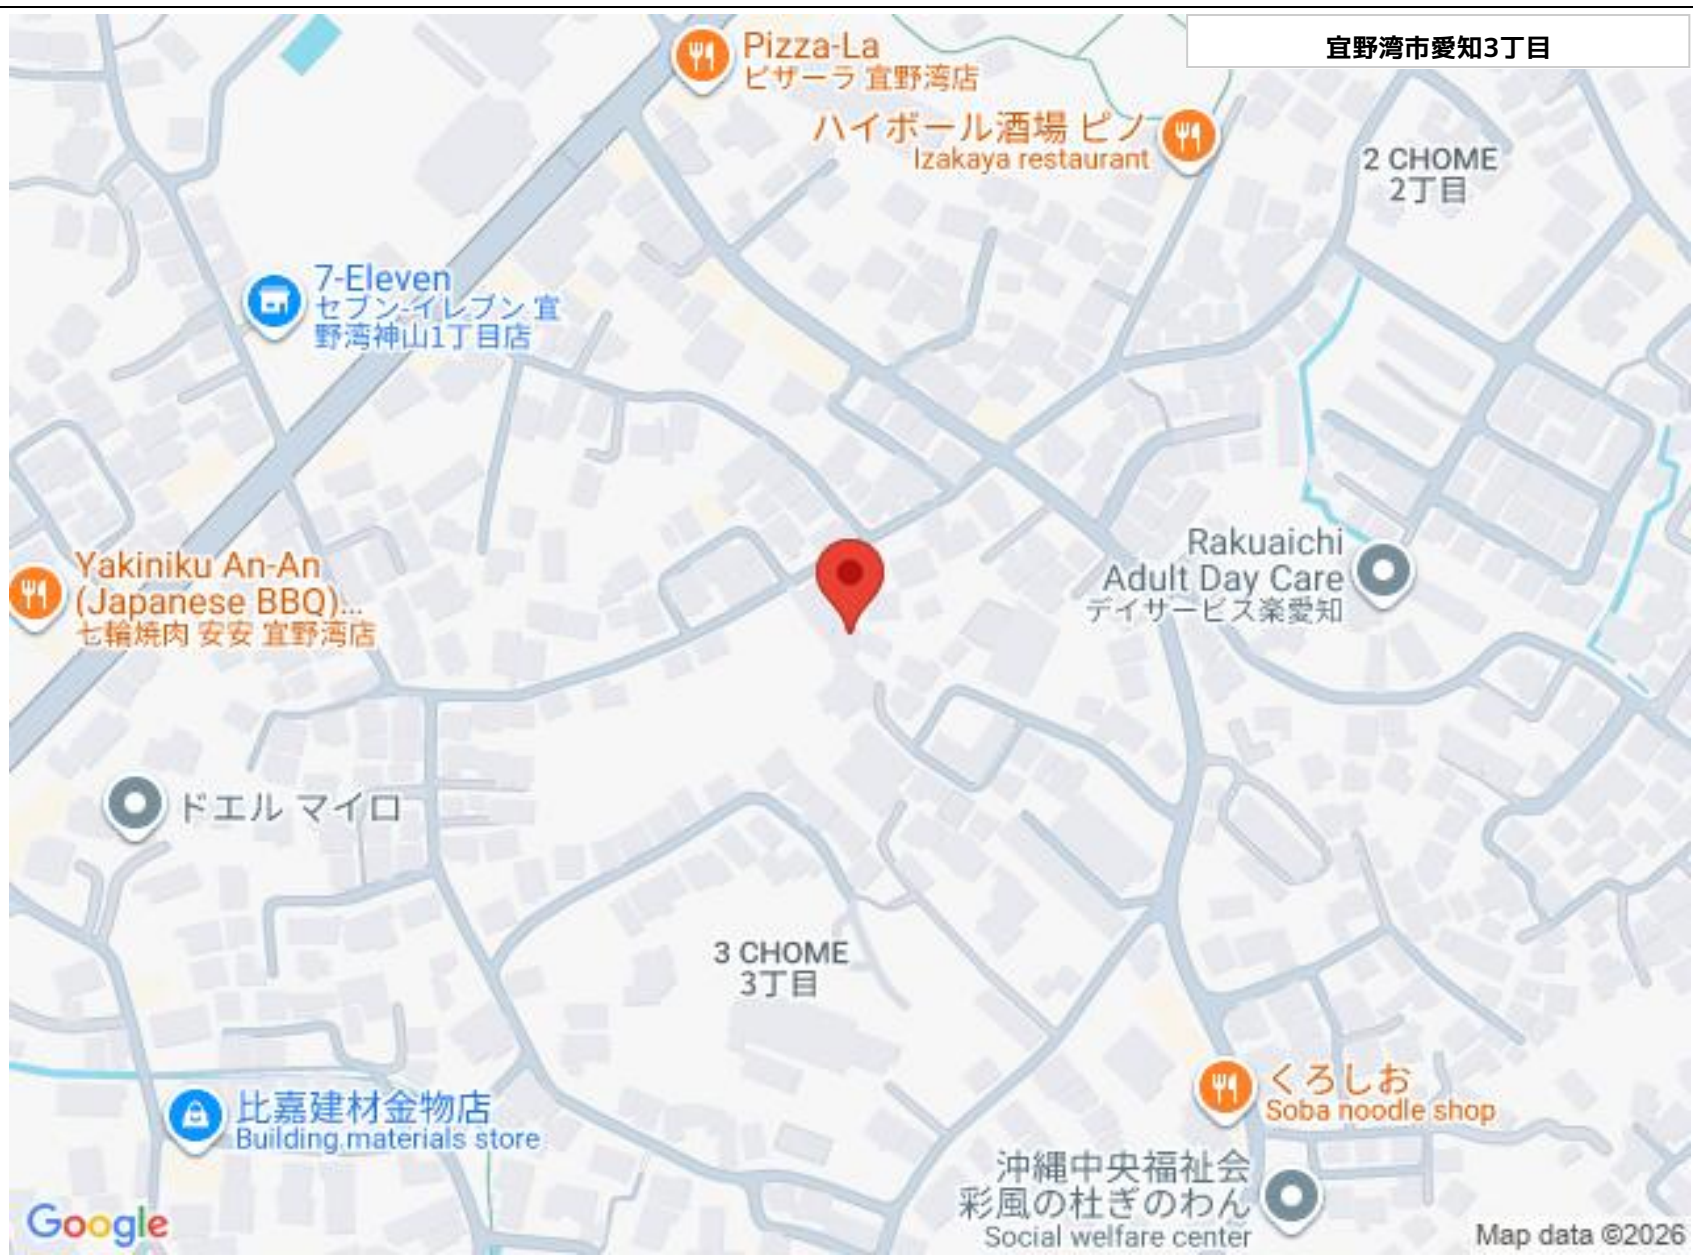 宜野湾市愛知3丁目
Pizza-La
ピザーラ 宜野湾店
ハイボール酒場 ピノ
Izakaya restaurant
2 CHOME
2丁目
7-Eleven
セブン-イレブン 宜
野湾神山1丁目店
Yakiniku An-An
(Japanese BBQ)...
七輪焼肉 安安 宜野湾店
Rakuaichi
Adult Day Care
デイサービス楽愛知
ドエル マイロ
3 CHOME
3丁目
比嘉建材金物店
Building materials store
くろしお
Soba noodle shop
沖縄中央福祉会
彩風の杜ぎのわん
Social welfare center
Google
Map data ©2026